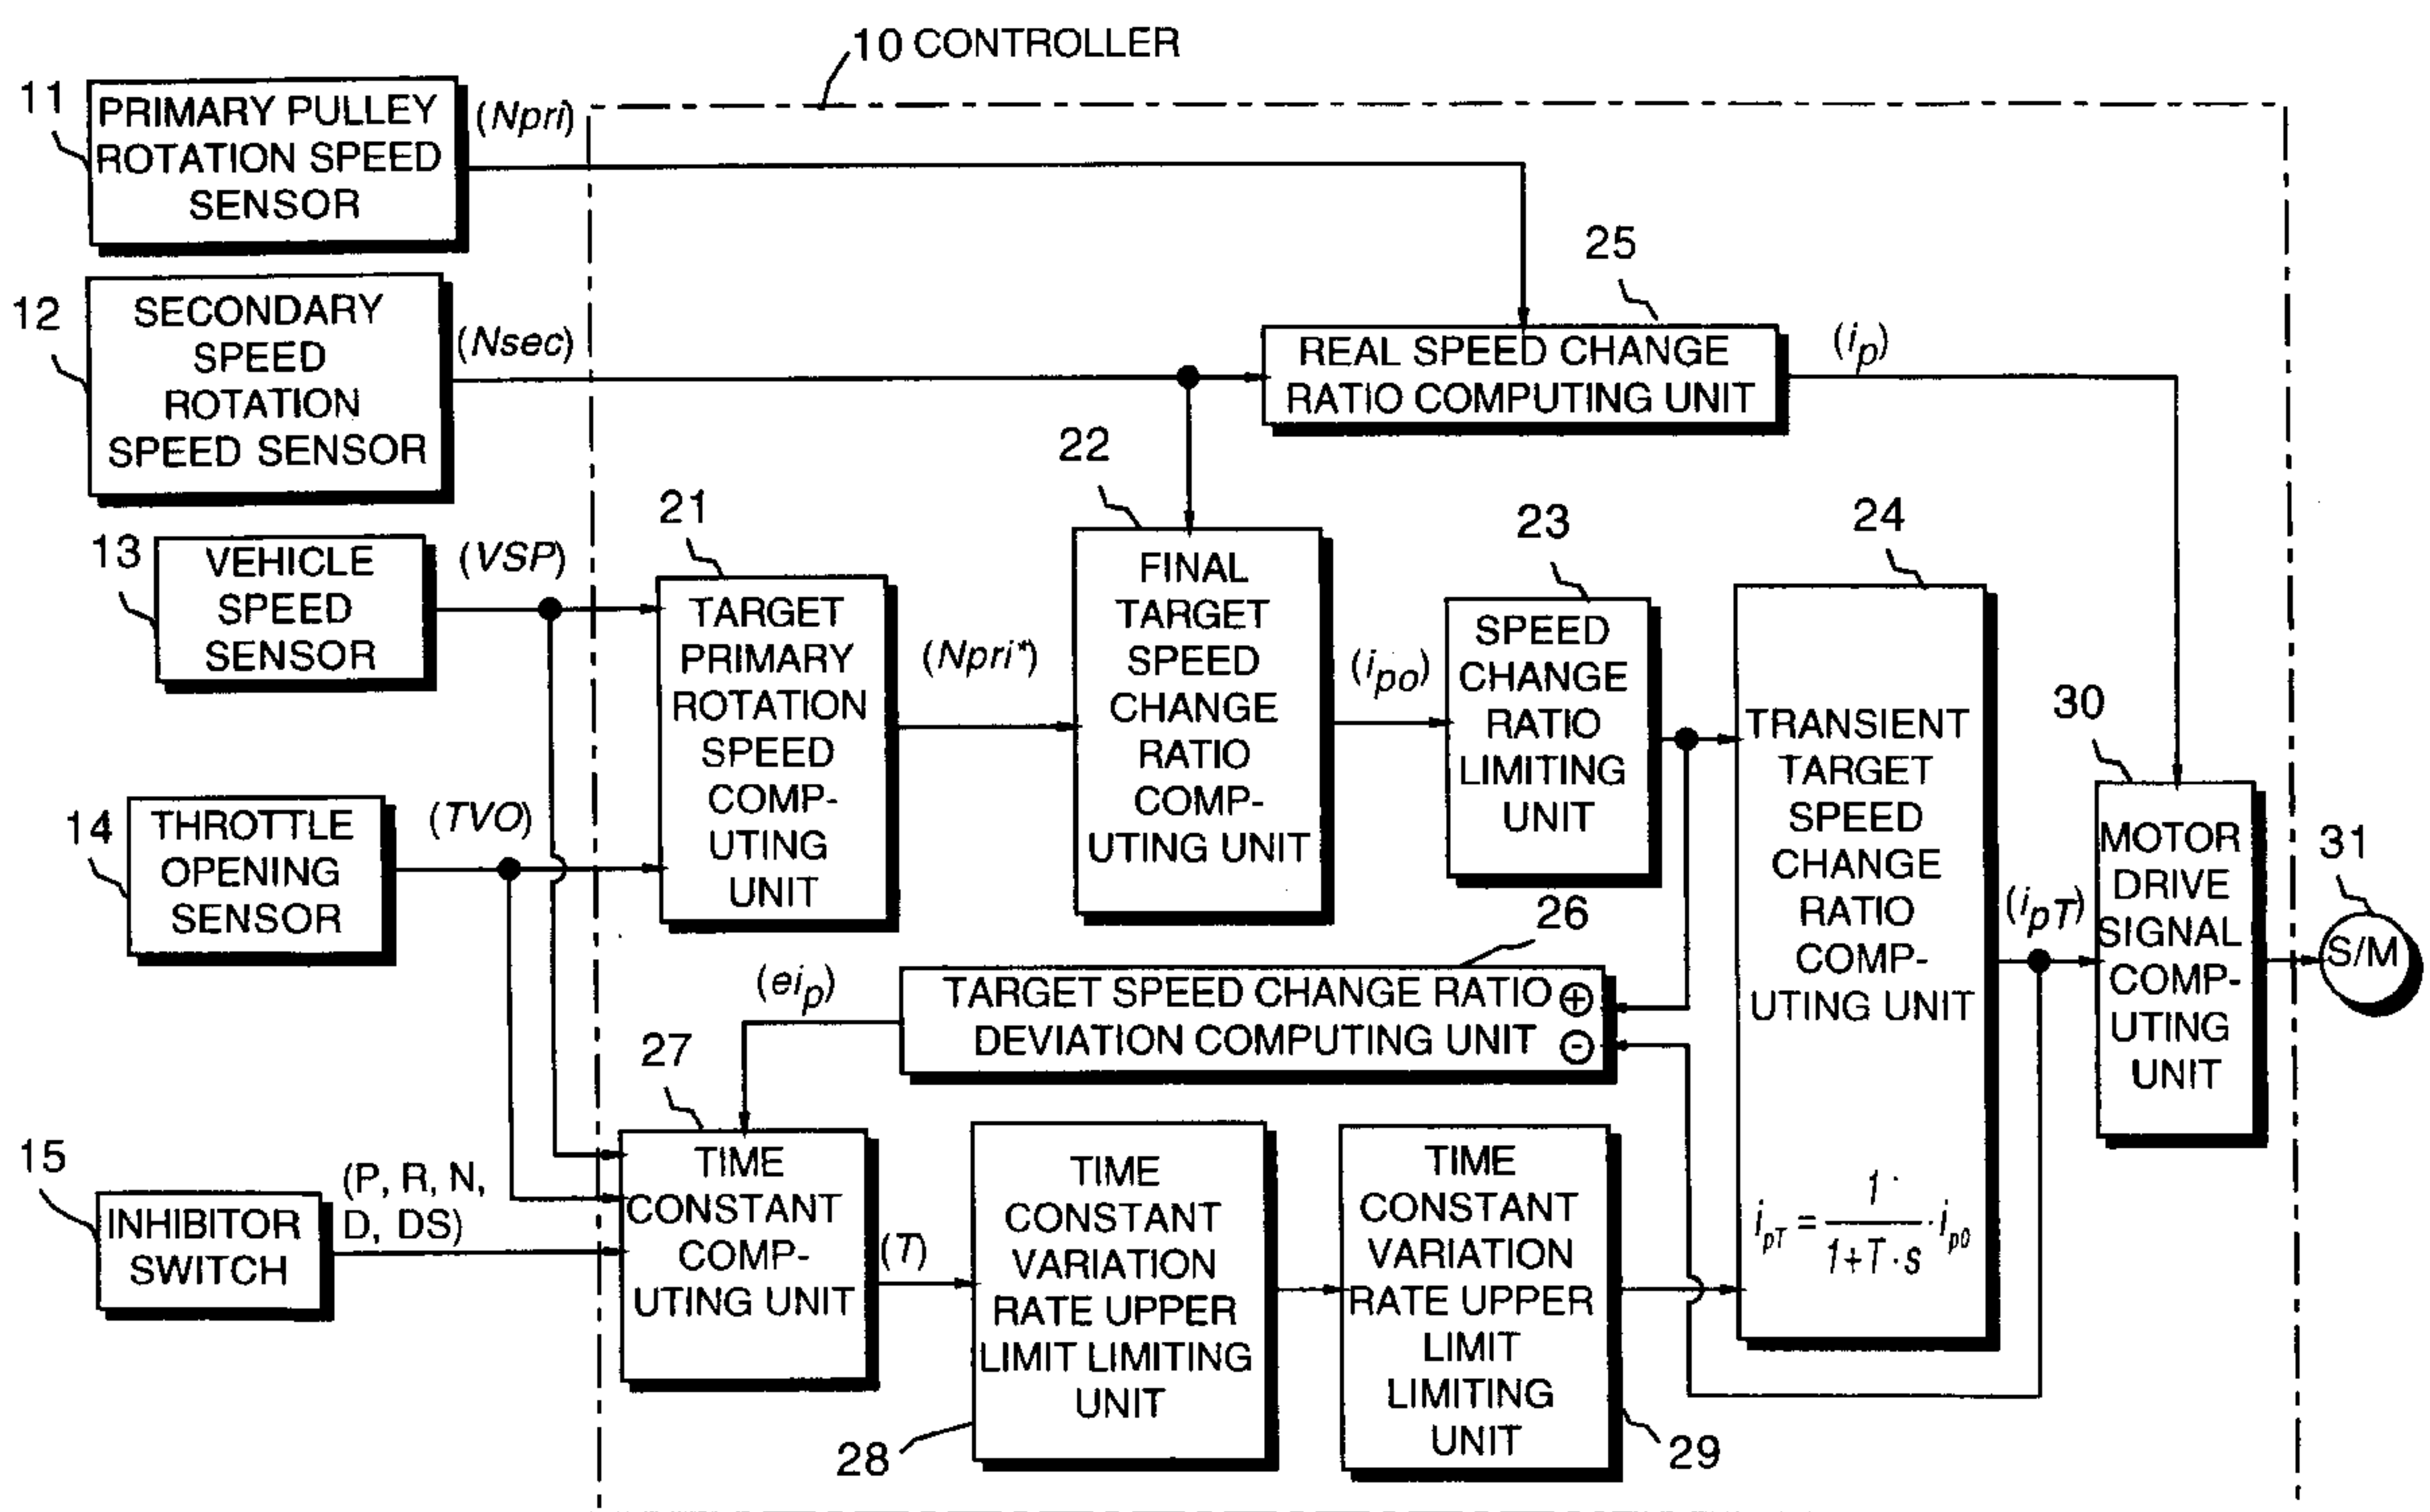 10 CONTROLLER
11
PRIMARY PULLEY
ROTATION SPEED
SENSOR
(Npri)
12
SECONDARY
SPEED
ROTATION
SPEED SENSOR
(Nsec)
25
REAL SPEED CHANGE
RATIO COMPUTING UNIT
(ip)
13
VEHICLE
SPEED
SENSOR
(VSP)
21
TARGET
PRIMARY
ROTATION
SPEED
COMP-
UTING
UNIT
(Npri*)
22
FINAL
TARGET
SPEED
CHANGE
RATIO
COMP-
UTING UNIT
(ipo)
23
SPEED
CHANGE
RATIO
LIMITING
UNIT
24
TRANSIENT
TARGET
SPEED
CHANGE
RATIO
COMP-
UTING UNIT
ipT = 1 / 1+T·s · ip0
(ipT)
30
MOTOR
DRIVE
SIGNAL
COMP-
UTING
UNIT
31
S/M
14
THROTTLE
OPENING
SENSOR
(TVO)
26
TARGET SPEED CHANGE RATIO ⊕
DEVIATION COMPUTING UNIT ⊖
(eip)
15
INHIBITOR
SWITCH
(P, R, N,
D, DS)
27
TIME
CONSTANT
COMP-
UTING UNIT
(T)
TIME
CONSTANT
VARIATION
RATE UPPER
LIMIT LIMITING
UNIT
28
TIME
CONSTANT
VARIATION
RATE UPPER
LIMIT
LIMITING
UNIT
29